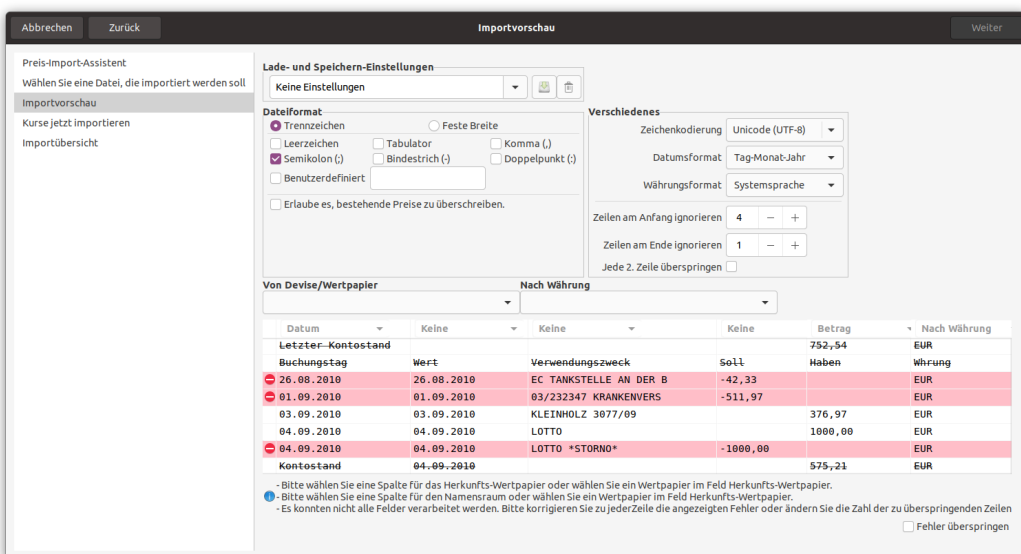 Abbrechen Zurück Importvorschau Weiter
Preis-Import-Assistent
Wählen Sie eine Datei, die importiert werden soll
Importvorschau
Kurse jetzt importieren
Importübersicht
Lade- und Speichern-Einstellungen
Keine Einstellungen
Dateiformat
Trennzeichen Feste Breite
Leerzeichen Tabulator Komma (,)
Semikolon (;) Bindestrich (-) Doppelpunkt (:)
Benutzerdefiniert
Erlaube es, bestehende Preise zu überschreiben.
Verschiedenes
Zeichenkodierung Unicode (UTF-8)
Datumsformat Tag-Monat-Jahr
Währungsformat Systemsprache
Zeilen am Anfang ignorieren 4 − +
Zeilen am Ende ignorieren 1 − +
Jede 2. Zeile überspringen
Von Devise/Wertpapier Nach Währung
Datum Keine Keine Keine Betrag Nach Währung
Letzter Kontostand 752,54 EUR
Buchungstag Wert Verwendungszweck Soll Haben Whrung
26.08.2010 26.08.2010 EC TANKSTELLE AN DER B -42,33 EUR
01.09.2010 01.09.2010 03/232347 KRANKENVERS -511,97 EUR
03.09.2010 03.09.2010 KLEINHOLZ 3077/09 376,97 EUR
04.09.2010 04.09.2010 LOTTO 1000,00 EUR
04.09.2010 04.09.2010 LOTTO *STORNO* -1000,00 EUR
Kontostand 04.09.2010 575,21 EUR
- Bitte wählen Sie eine Spalte für das Herkunfts-Wertpapier oder wählen Sie ein Wertpapier im Feld Herkunfts-Wertpapier.
- Bitte wählen Sie eine Spalte für den Namensraum oder wählen Sie ein Wertpapier im Feld Herkunfts-Wertpapier.
- Es konnten nicht alle Felder verarbeitet werden. Bitte korrigieren Sie zu jederZeile die angezeigten Fehler oder ändern Sie die Zahl der zu überspringenden Zeilen
Fehler überspringen